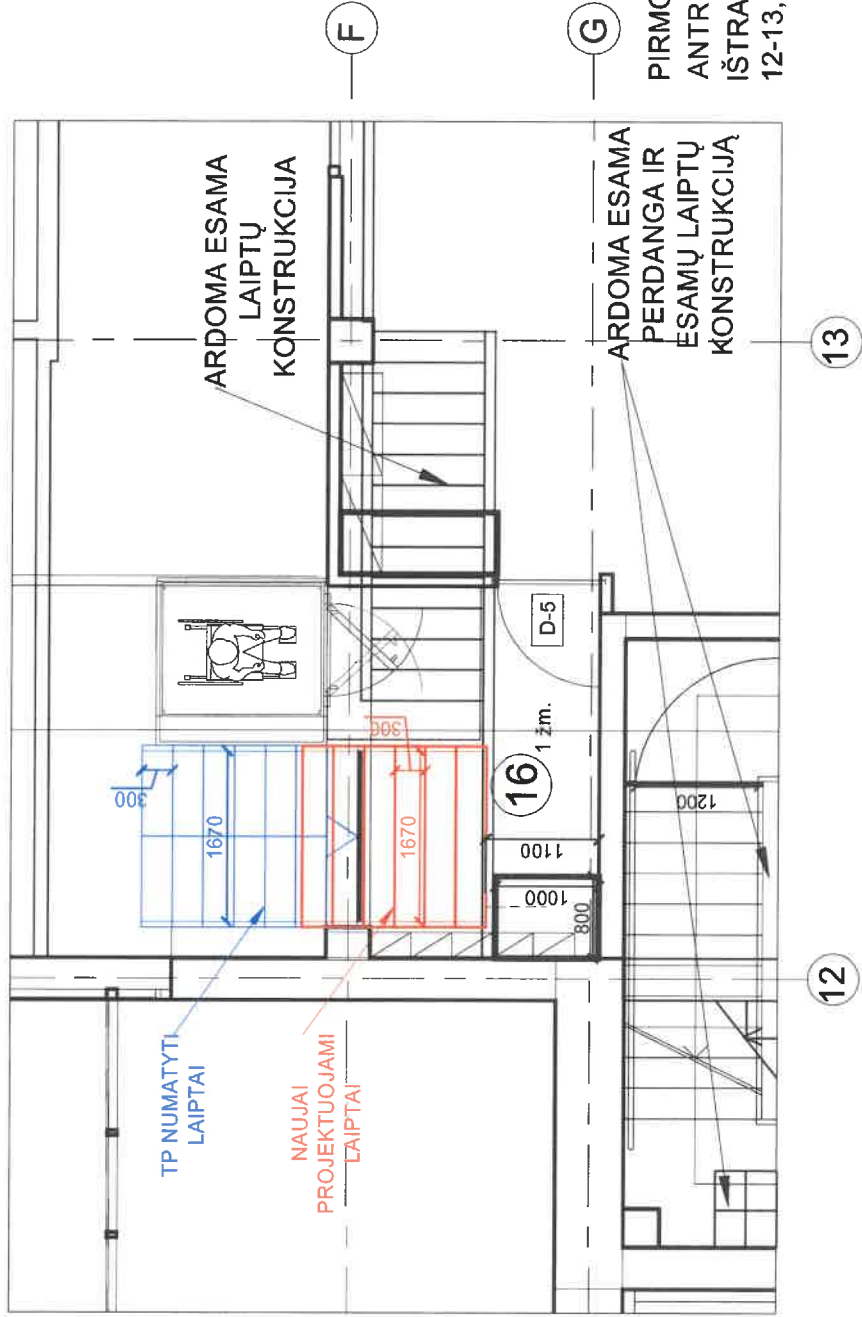 F
G
PIRMO
ANTR
IŠTRA
12-13,
ARDOMA ESAMA
LAIPTŲ
KONSTRUKCIJA
ARDOMA ESAMA
PERDANGA IR
ESAMŲ LAIPTŲ
KONSTRUKCIJĄ
D-5
13
300
1670
300
1670
16
1 žm.
1100
1000
800
1200
12
TP NUMATYTI
LAIPTAI
NAUJAI
PROJEKTUOJAMI
LAIPTAI